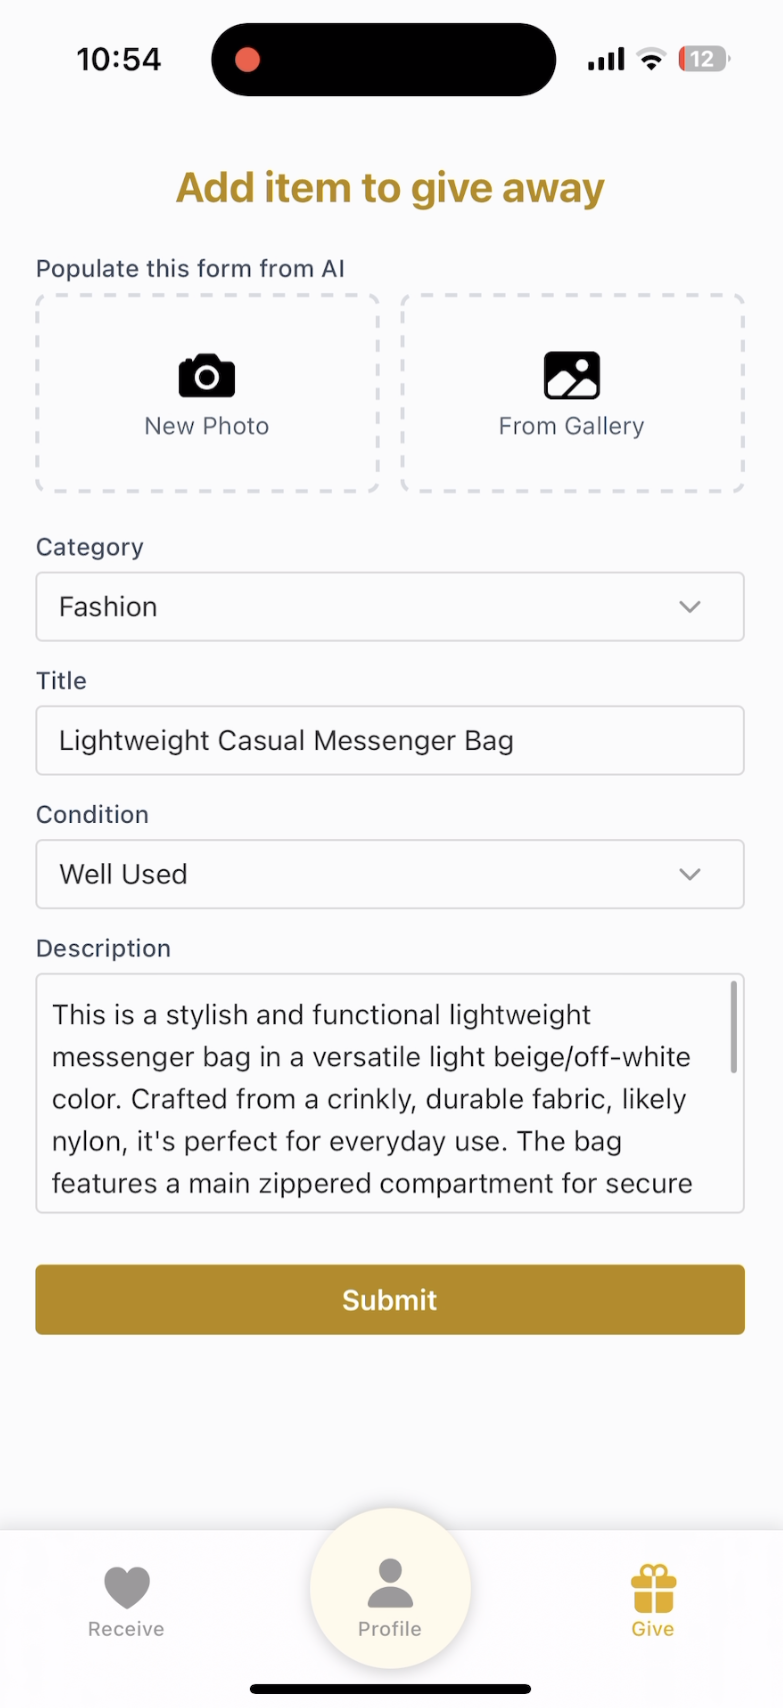 10:54
12
Add item to give away
Populate this form from AI
New Photo
From Gallery
Category
Fashion
Title
Lightweight Casual Messenger Bag
Condition
Well Used
Description
This is a stylish and functional lightweight
messenger bag in a versatile light beige/off-white
color. Crafted from a crinkly, durable fabric, likely
nylon, it's perfect for everyday use. The bag
features a main zippered compartment for secure
Submit
Receive
Profile
Give